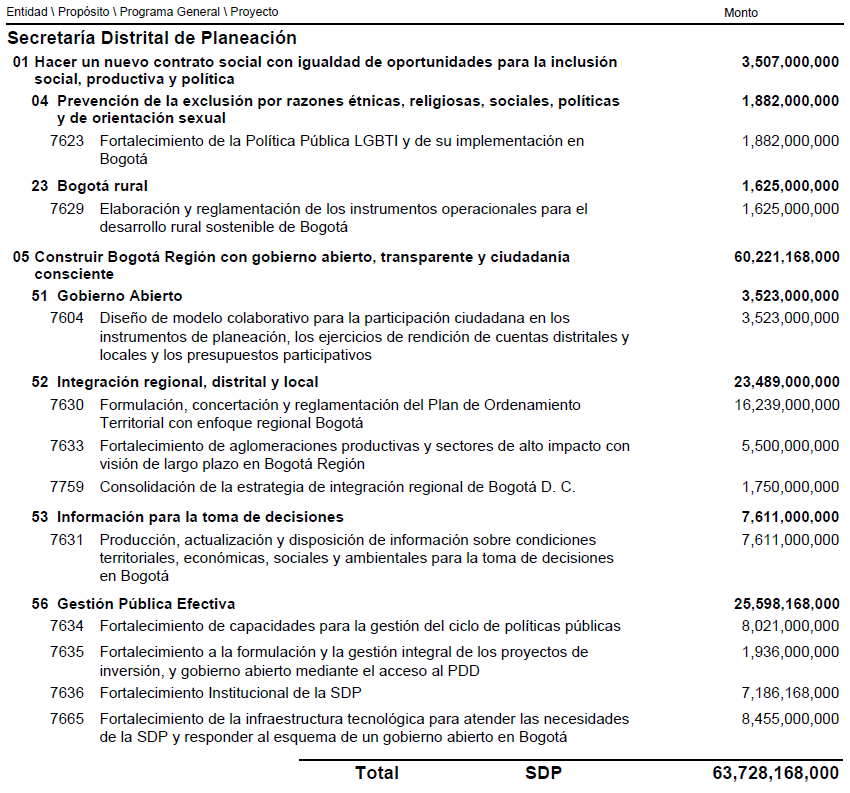 Entidad \ Propósito \ Programa General \ Proyecto Monto
Secretaría Distrital de Planeación
01 Hacer un nuevo contrato social con igualdad de oportunidades para la inclusión 3,507,000,000
social, productiva y política
04 Prevención de la exclusión por razones étnicas, religiosas, sociales, políticas 1,882,000,000
y de orientación sexual
7623 Fortalecimiento de la Política Pública LGBTI y de su implementación en 1,882,000,000
Bogotá
23 Bogotá rural 1,625,000,000
7629 Elaboración y reglamentación de los instrumentos operacionales para el 1,625,000,000
desarrollo rural sostenible de Bogotá
05 Construir Bogotá Región con gobierno abierto, transparente y ciudadanía 60,221,168,000
consciente
51 Gobierno Abierto 3,523,000,000
7604 Diseño de modelo colaborativo para la participación ciudadana en los 3,523,000,000
instrumentos de planeación, los ejercicios de rendición de cuentas distritales y
locales y los presupuestos participativos
52 Integración regional, distrital y local 23,489,000,000
7630 Formulación, concertación y reglamentación del Plan de Ordenamiento 16,239,000,000
Territorial con enfoque regional Bogotá
7633 Fortalecimiento de aglomeraciones productivas y sectores de alto impacto con 5,500,000,000
visión de largo plazo en Bogotá Región
7759 Consolidación de la estrategia de integración regional de Bogotá D. C. 1,750,000,000
53 Información para la toma de decisiones 7,611,000,000
7631 Producción, actualización y disposición de información sobre condiciones 7,611,000,000
territoriales, económicas, sociales y ambientales para la toma de decisiones
en Bogotá
56 Gestión Pública Efectiva 25,598,168,000
7634 Fortalecimiento de capacidades para la gestión del ciclo de políticas públicas 8,021,000,000
7635 Fortalecimiento a la formulación y la gestión integral de los proyectos de 1,936,000,000
inversión, y gobierno abierto mediante el acceso al PDD
7636 Fortalecimiento Institucional de la SDP 7,186,168,000
7665 Fortalecimiento de la infraestructura tecnológica para atender las necesidades 8,455,000,000
de la SDP y responder al esquema de un gobierno abierto en Bogotá
Total SDP 63,728,168,000